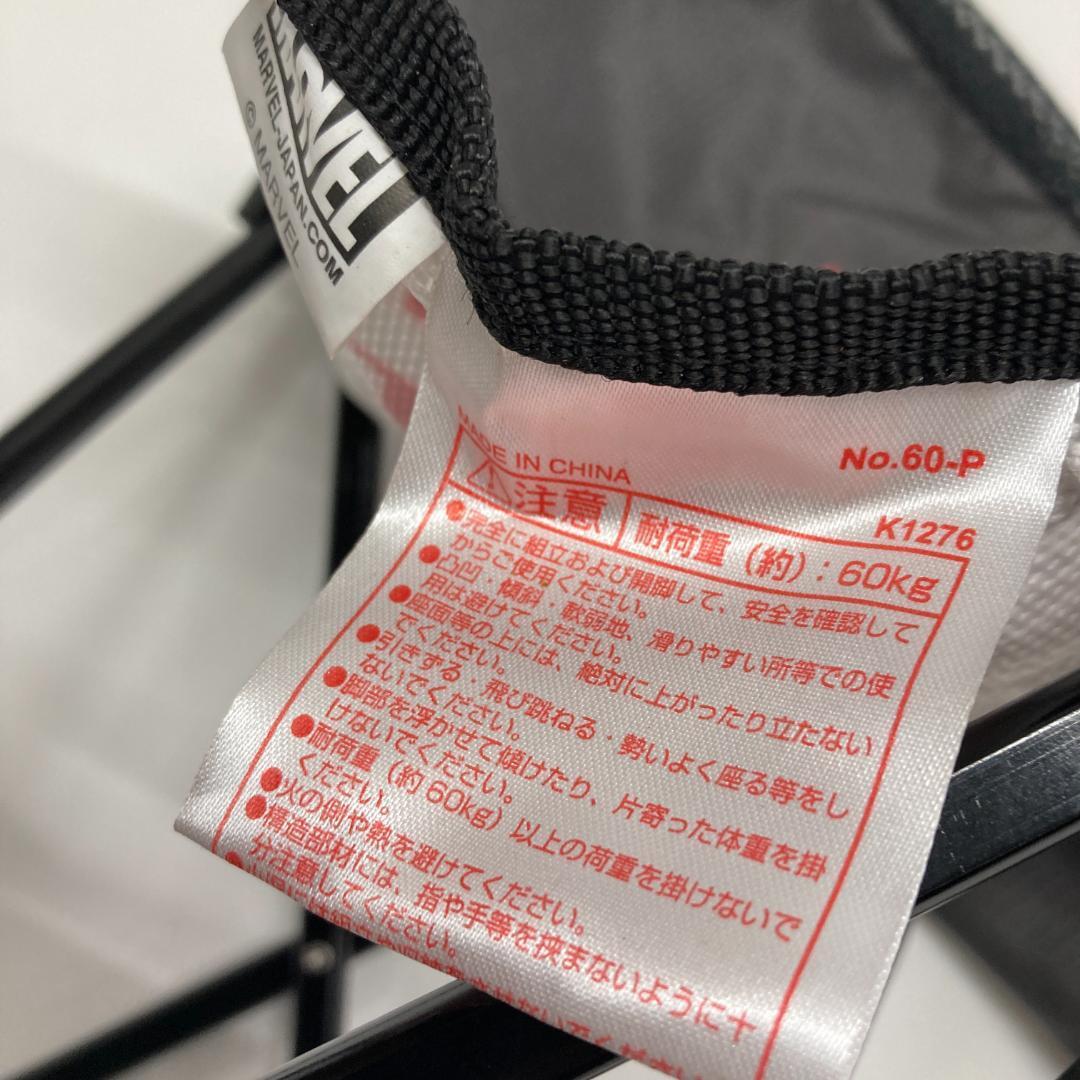 MARVEL
MARVEL-JAPAN.COM
© MARVEL
MADE IN CHINA
No.60-P
K1276
注意
耐荷重（約）：60kg
●完全に組立および開脚して、安全を確認して
からご使用ください。
●凸凹・傾斜・軟弱地、滑りやすい所等での使
用は避けてください。
●座面等の上には、絶対に上がったり立たない
でください。
●引きずる・飛び跳ねる・勢いよく座る等をし
ないでください。
●脚部を浮かせて傾けたり、片寄った体重を掛
けないでください。
●耐荷重（約 60kg）以上の荷重を掛けないで
ください。
●火の側や熱を避けてください。
●構造部材には、指や手等を挟まないように十
分注意してください。